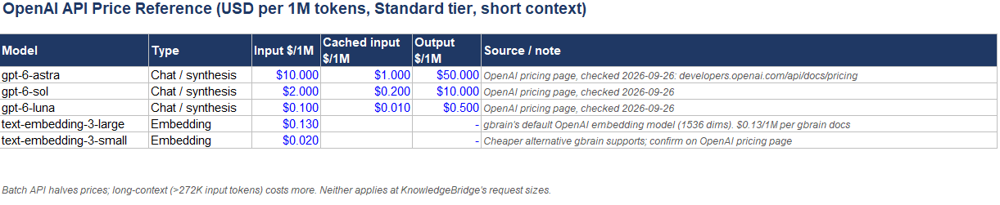 OpenAI API Price Reference (USD per 1M tokens, Standard tier, short context)
Model Type Input $/1M Cached input $/1M Output $/1M Source / note
gpt-6-astra Chat / synthesis $10.000 $1.000 $50.000 OpenAI pricing page, checked 2026-09-26: developers.openai.com/api/docs/pricing
gpt-6-sol Chat / synthesis $2.000 $0.200 $10.000 OpenAI pricing page, checked 2026-09-26
gpt-6-luna Chat / synthesis $0.100 $0.010 $0.500 OpenAI pricing page, checked 2026-09-26
text-embedding-3-large Embedding $0.130 - gbrain's default OpenAI embedding model (1536 dims). $0.13/1M per gbrain docs
text-embedding-3-small Embedding $0.020 - Cheaper alternative gbrain supports; confirm on OpenAI pricing page
Batch API halves prices; long-context (>272K input tokens) costs more. Neither applies at KnowledgeBridge's request sizes.